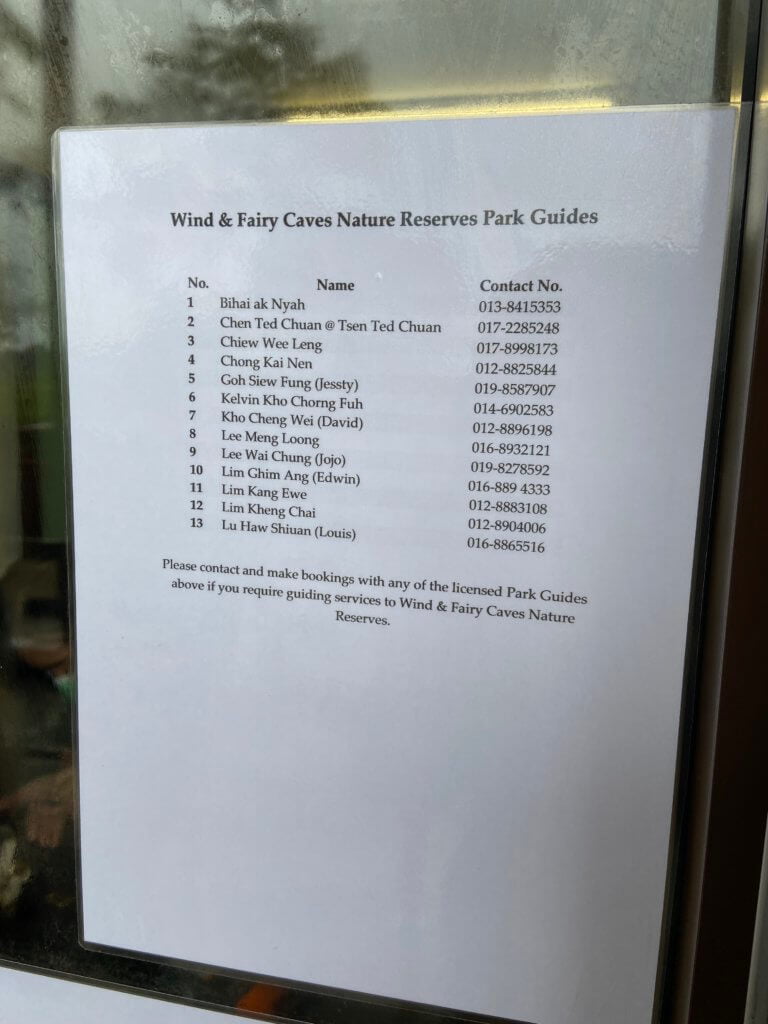 Wind & Fairy Caves Nature Reserves Park Guides
No. Name Contact No.
1 Bihai ak Nyah 013-8415353
2 Chen Ted Chuan @ Tsen Ted Chuan 017-2285248
3 Chiew Wee Leng 017-8998173
4 Chong Kai Nen 012-8825844
5 Goh Siew Fung (Jessty) 019-8587907
6 Kelvin Kho Chorng Fuh 014-6902583
7 Kho Cheng Wei (David) 012-8896198
8 Lee Meng Loong 016-8932121
9 Lee Wai Chung (Jojo) 019-8278592
10 Lim Ghim Ang (Edwin) 016-889 4333
11 Lim Kang Ewe 012-8883108
12 Lim Kheng Chai 012-8904006
13 Lu Haw Shiuan (Louis) 016-8865516
Please contact and make bookings with any of the licensed Park Guides
above if you require guiding services to Wind & Fairy Caves Nature
Reserves.